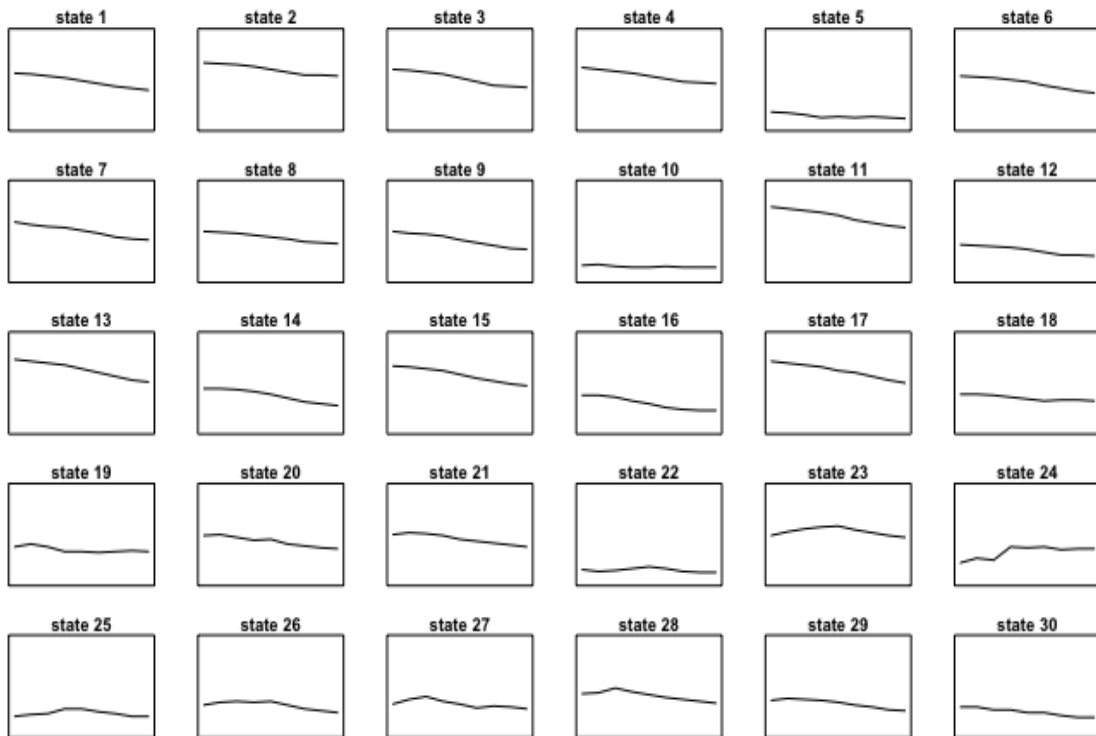 state 1 state 2 state 3 state 4 state 5 state 6
state 7 state 8 state 9 state 10 state 11 state 12
state 13 state 14 state 15 state 16 state 17 state 18
state 19 state 20 state 21 state 22 state 23 state 24
state 25 state 26 state 27 state 28 state 29 state 30